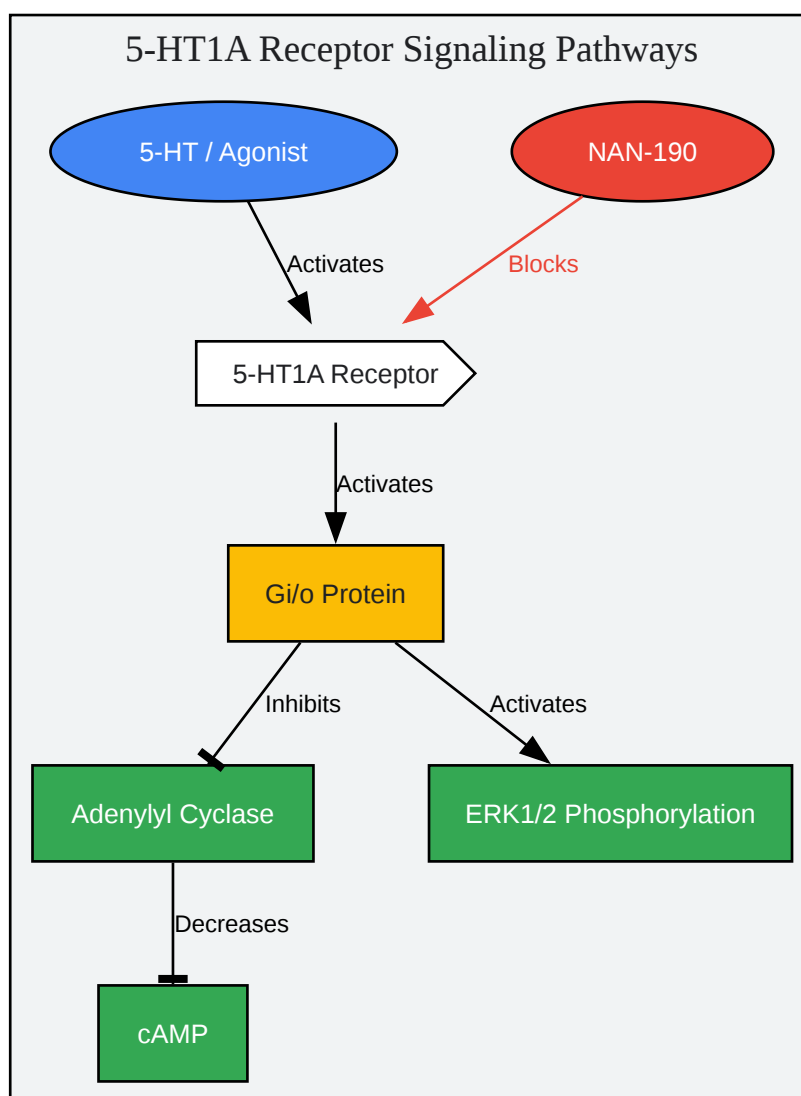 5-HT1A Receptor Signaling Pathways
5-HT / Agonist
NAN-190
Activates
Blocks
5-HT1A Receptor
Activates
Gi/o Protein
Inhibits
Activates
Adenylyl Cyclase
ERK1/2 Phosphorylation
Decreases
cAMP